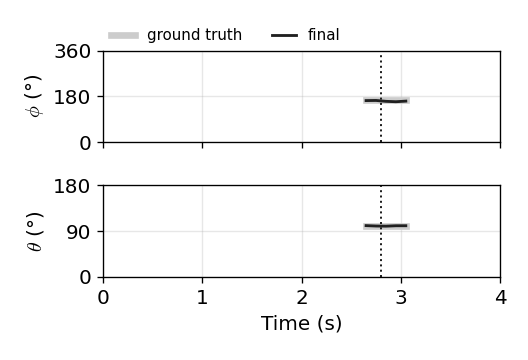 ground truth final
360
180
0
ϕ (°)
180
90
0
θ (°)
0 1 2 3 4
Time (s)